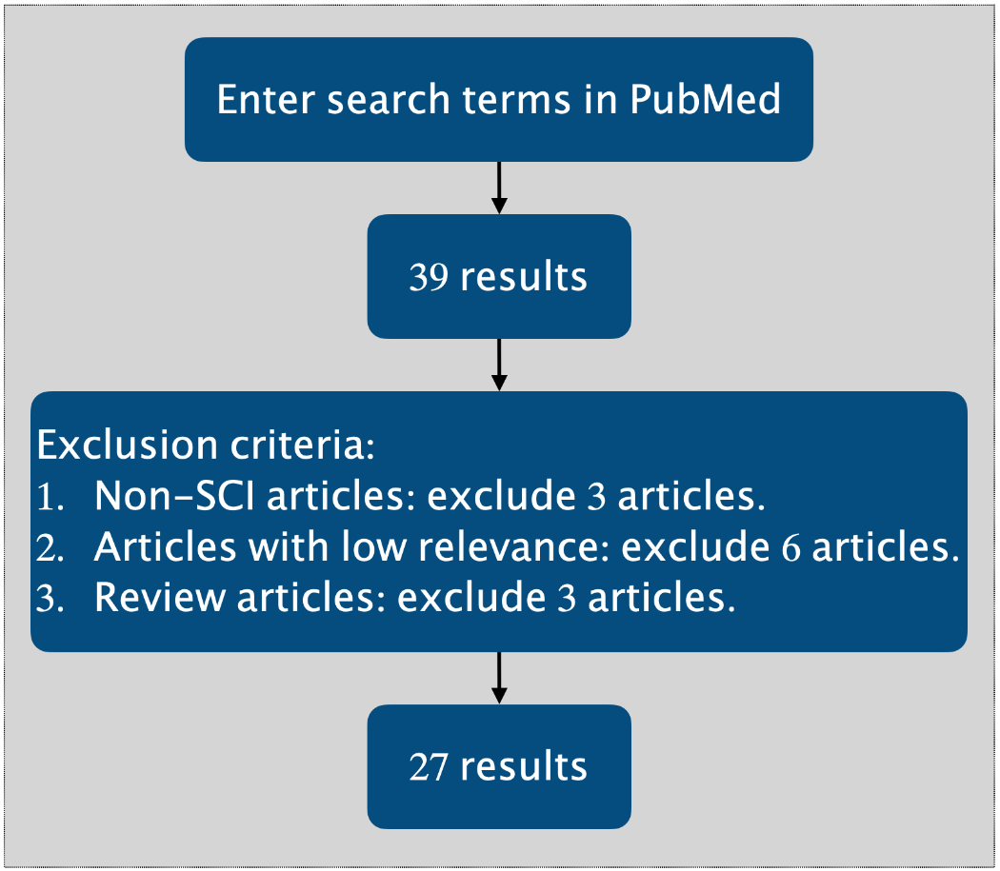 Enter search terms in PubMed
39 results
Exclusion criteria:
1. Non-SCI articles: exclude 3 articles.
2. Articles with low relevance: exclude 6 articles.
3. Review articles: exclude 3 articles.
27 results